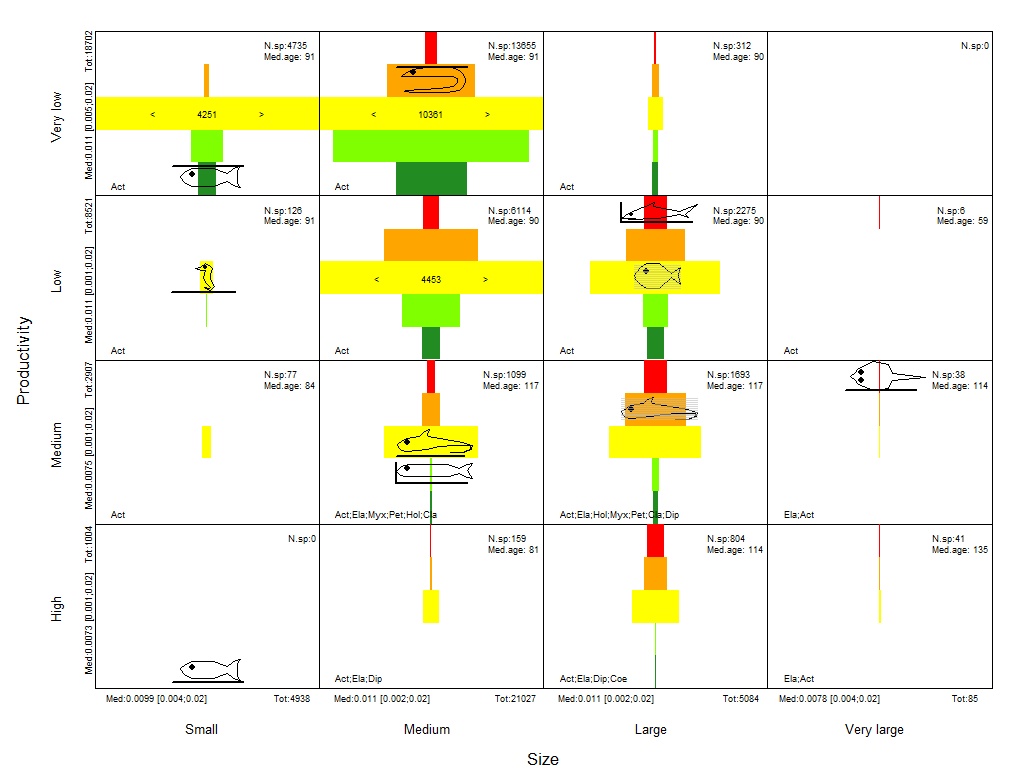 Productivity
Very low
Med:0.011 [0.005;0.02] Tot:18702
N.sp:4735
Med.age: 91
< 4251 >
Act
N.sp:13655
Med.age: 91
< 10361 >
Act
N.sp:312
Med.age: 90
Act
N.sp:0
Low
Med:0.011 [0.001;0.02] Tot:8521
N.sp:126
Med.age: 91
Act
N.sp:6114
Med.age: 90
< 4453 >
Act
N.sp:2275
Med.age: 90
Act
N.sp:6
Med.age: 59
Act
Medium
Med:0.0075 [0.001;0.02] Tot:2907
N.sp:77
Med.age: 84
Act
N.sp:1099
Med.age: 117
Act;Ela;Myx;Pet;Hol;Cla
N.sp:1693
Med.age: 117
Act;Ela;Hol;Myx;Pet;Cla;Dip
N.sp:38
Med.age: 114
Ela;Act
High
Med:0.0073 [0.001;0.02] Tot:1004
N.sp:0
N.sp:159
Med.age: 81
Act;Ela;Dip
N.sp:804
Med.age: 114
Act;Ela;Dip;Coe
N.sp:41
Med.age: 135
Ela;Act
Med:0.0099 [0.004;0.02] Tot:4938
Med:0.011 [0.002;0.02] Tot:21027
Med:0.011 [0.002;0.02] Tot:5084
Med:0.0078 [0.004;0.02] Tot:85
Small
Medium
Large
Very large
Size